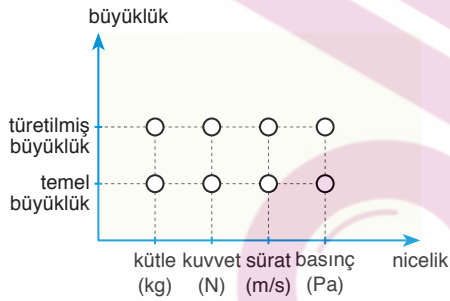 büyüklük
türetilmiş
büyüklük
temel
büyüklük
kütle kuvvet sürat basınç nicelik
(kg) (N) (m/s) (Pa)